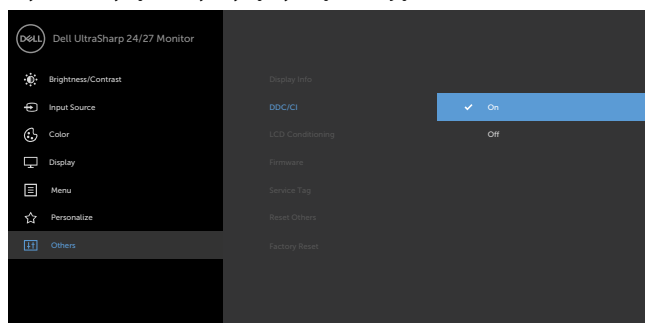 DELL
Dell UltraSharp 24/27 Monitor
Brightness/Contrast
Input Source
Color
Display
Menu
Personalize
Others
Display Info
DDC/CI
LCD Conditioning
Firmware
Service Tag
Reset Others
Factory Reset
On
Off